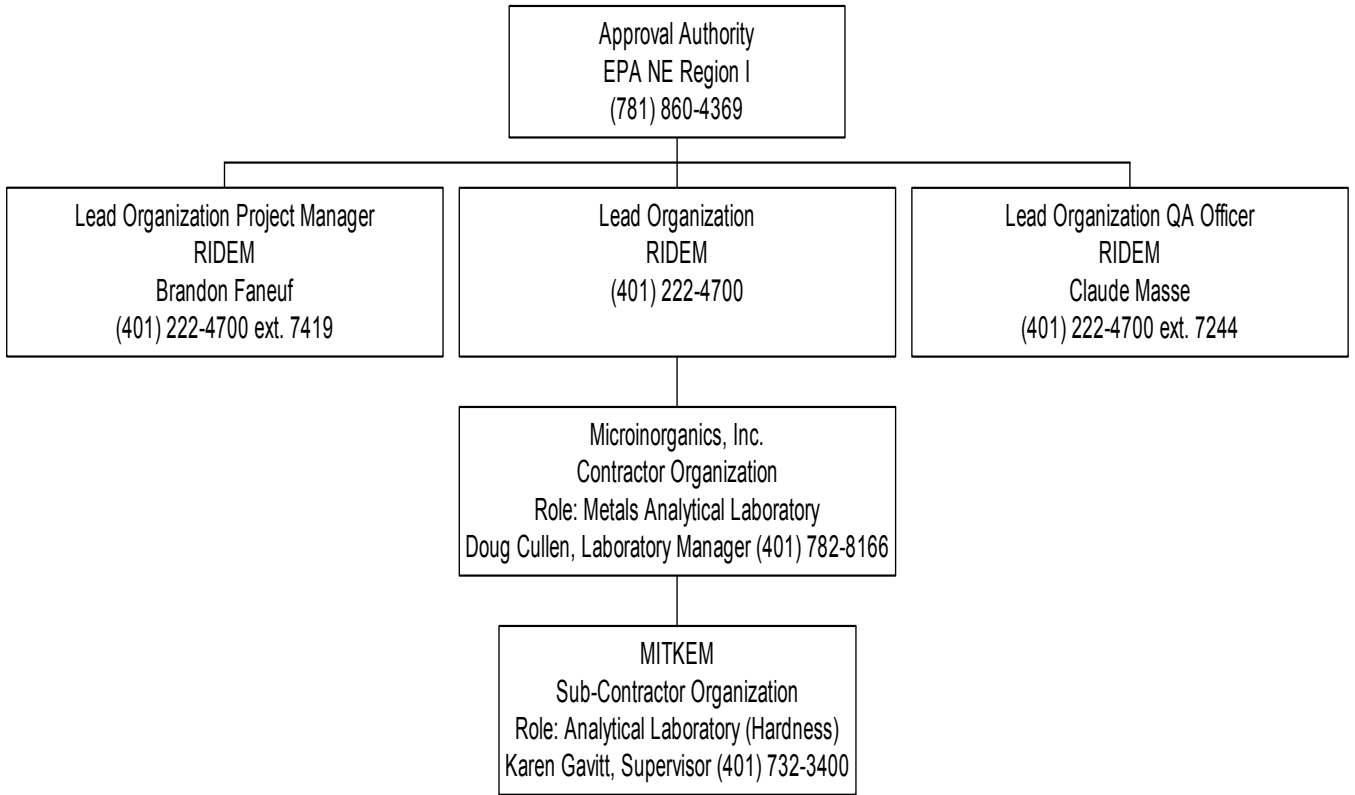 Approval Authority
EPA NE Region I
(781) 860-4369
Lead Organization Project Manager
RIDEM
Brandon Faneuf
(401) 222-4700 ext. 7419
Lead Organization
RIDEM
(401) 222-4700
Lead Organization QA Officer
RIDEM
Claude Masse
(401) 222-4700 ext. 7244
Microinorganics, Inc.
Contractor Organization
Role: Metals Analytical Laboratory
Doug Cullen, Laboratory Manager (401) 782-8166
MITKEM
Sub-Contractor Organization
Role: Analytical Laboratory (Hardness)
Karen Gavitt, Supervisor (401) 732-3400